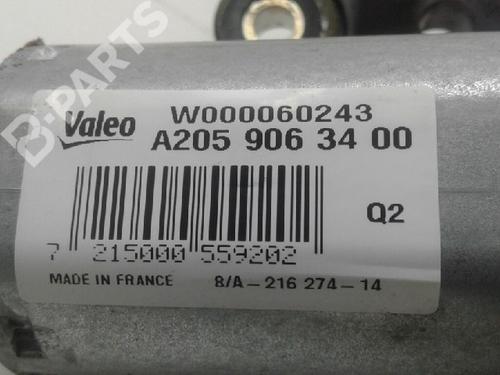 B-PARTS
Valeo
W000060243
A205 906 34 00
Q2
7 215000 559202
MADE IN FRANCE
8/A-216 274-14